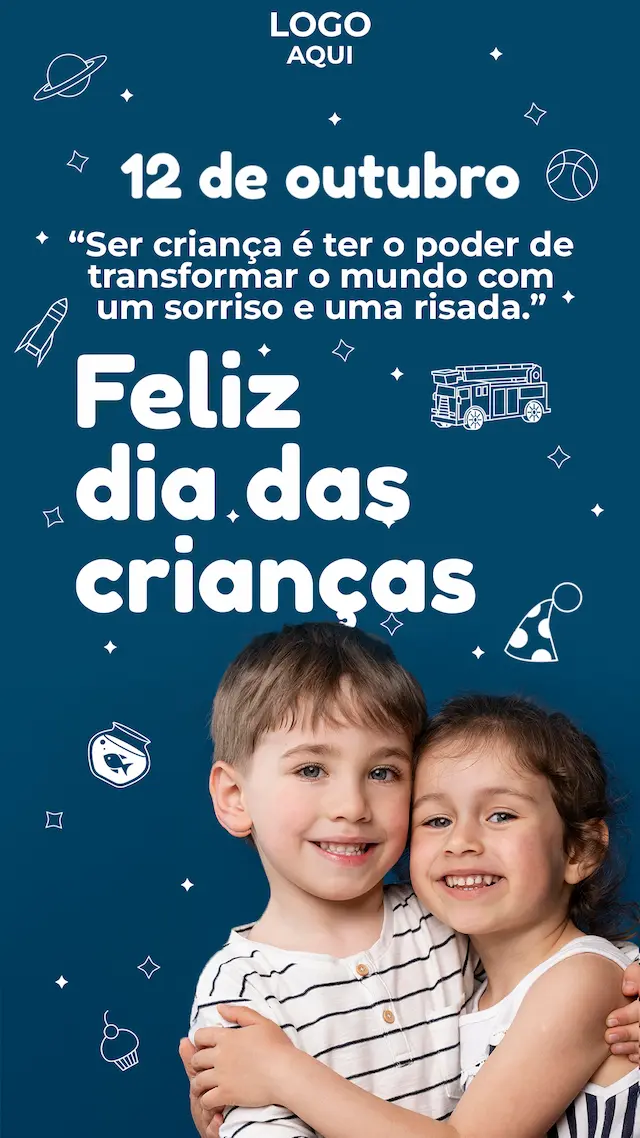 LOGO
AQUI
12 de outubro
“Ser criança é ter o poder de
transformar o mundo com
um sorriso e uma risada.”
Feliz
dia das
crianças